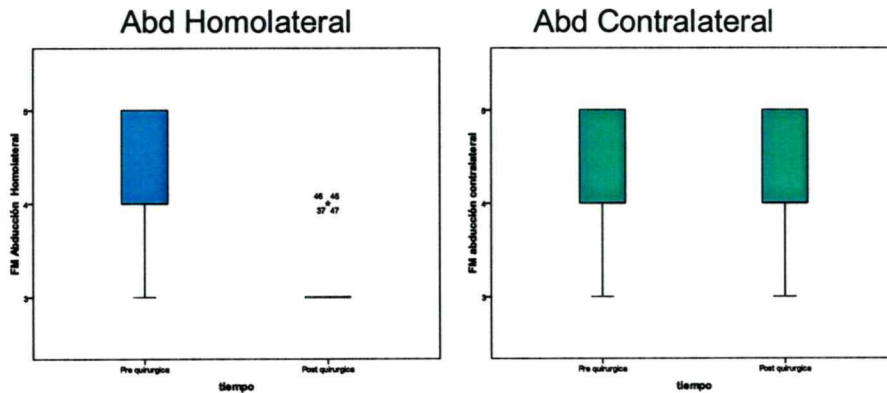 Abd Homolateral
FM Abducción Homolateral
5
4
3
46 45
37 47
Pre quirurgica
Post quirurgica
tiempo
Abd Contralateral
FM abducción contralateral
5
4
3
Pre quirurgica
Post quirurgica
tiempo